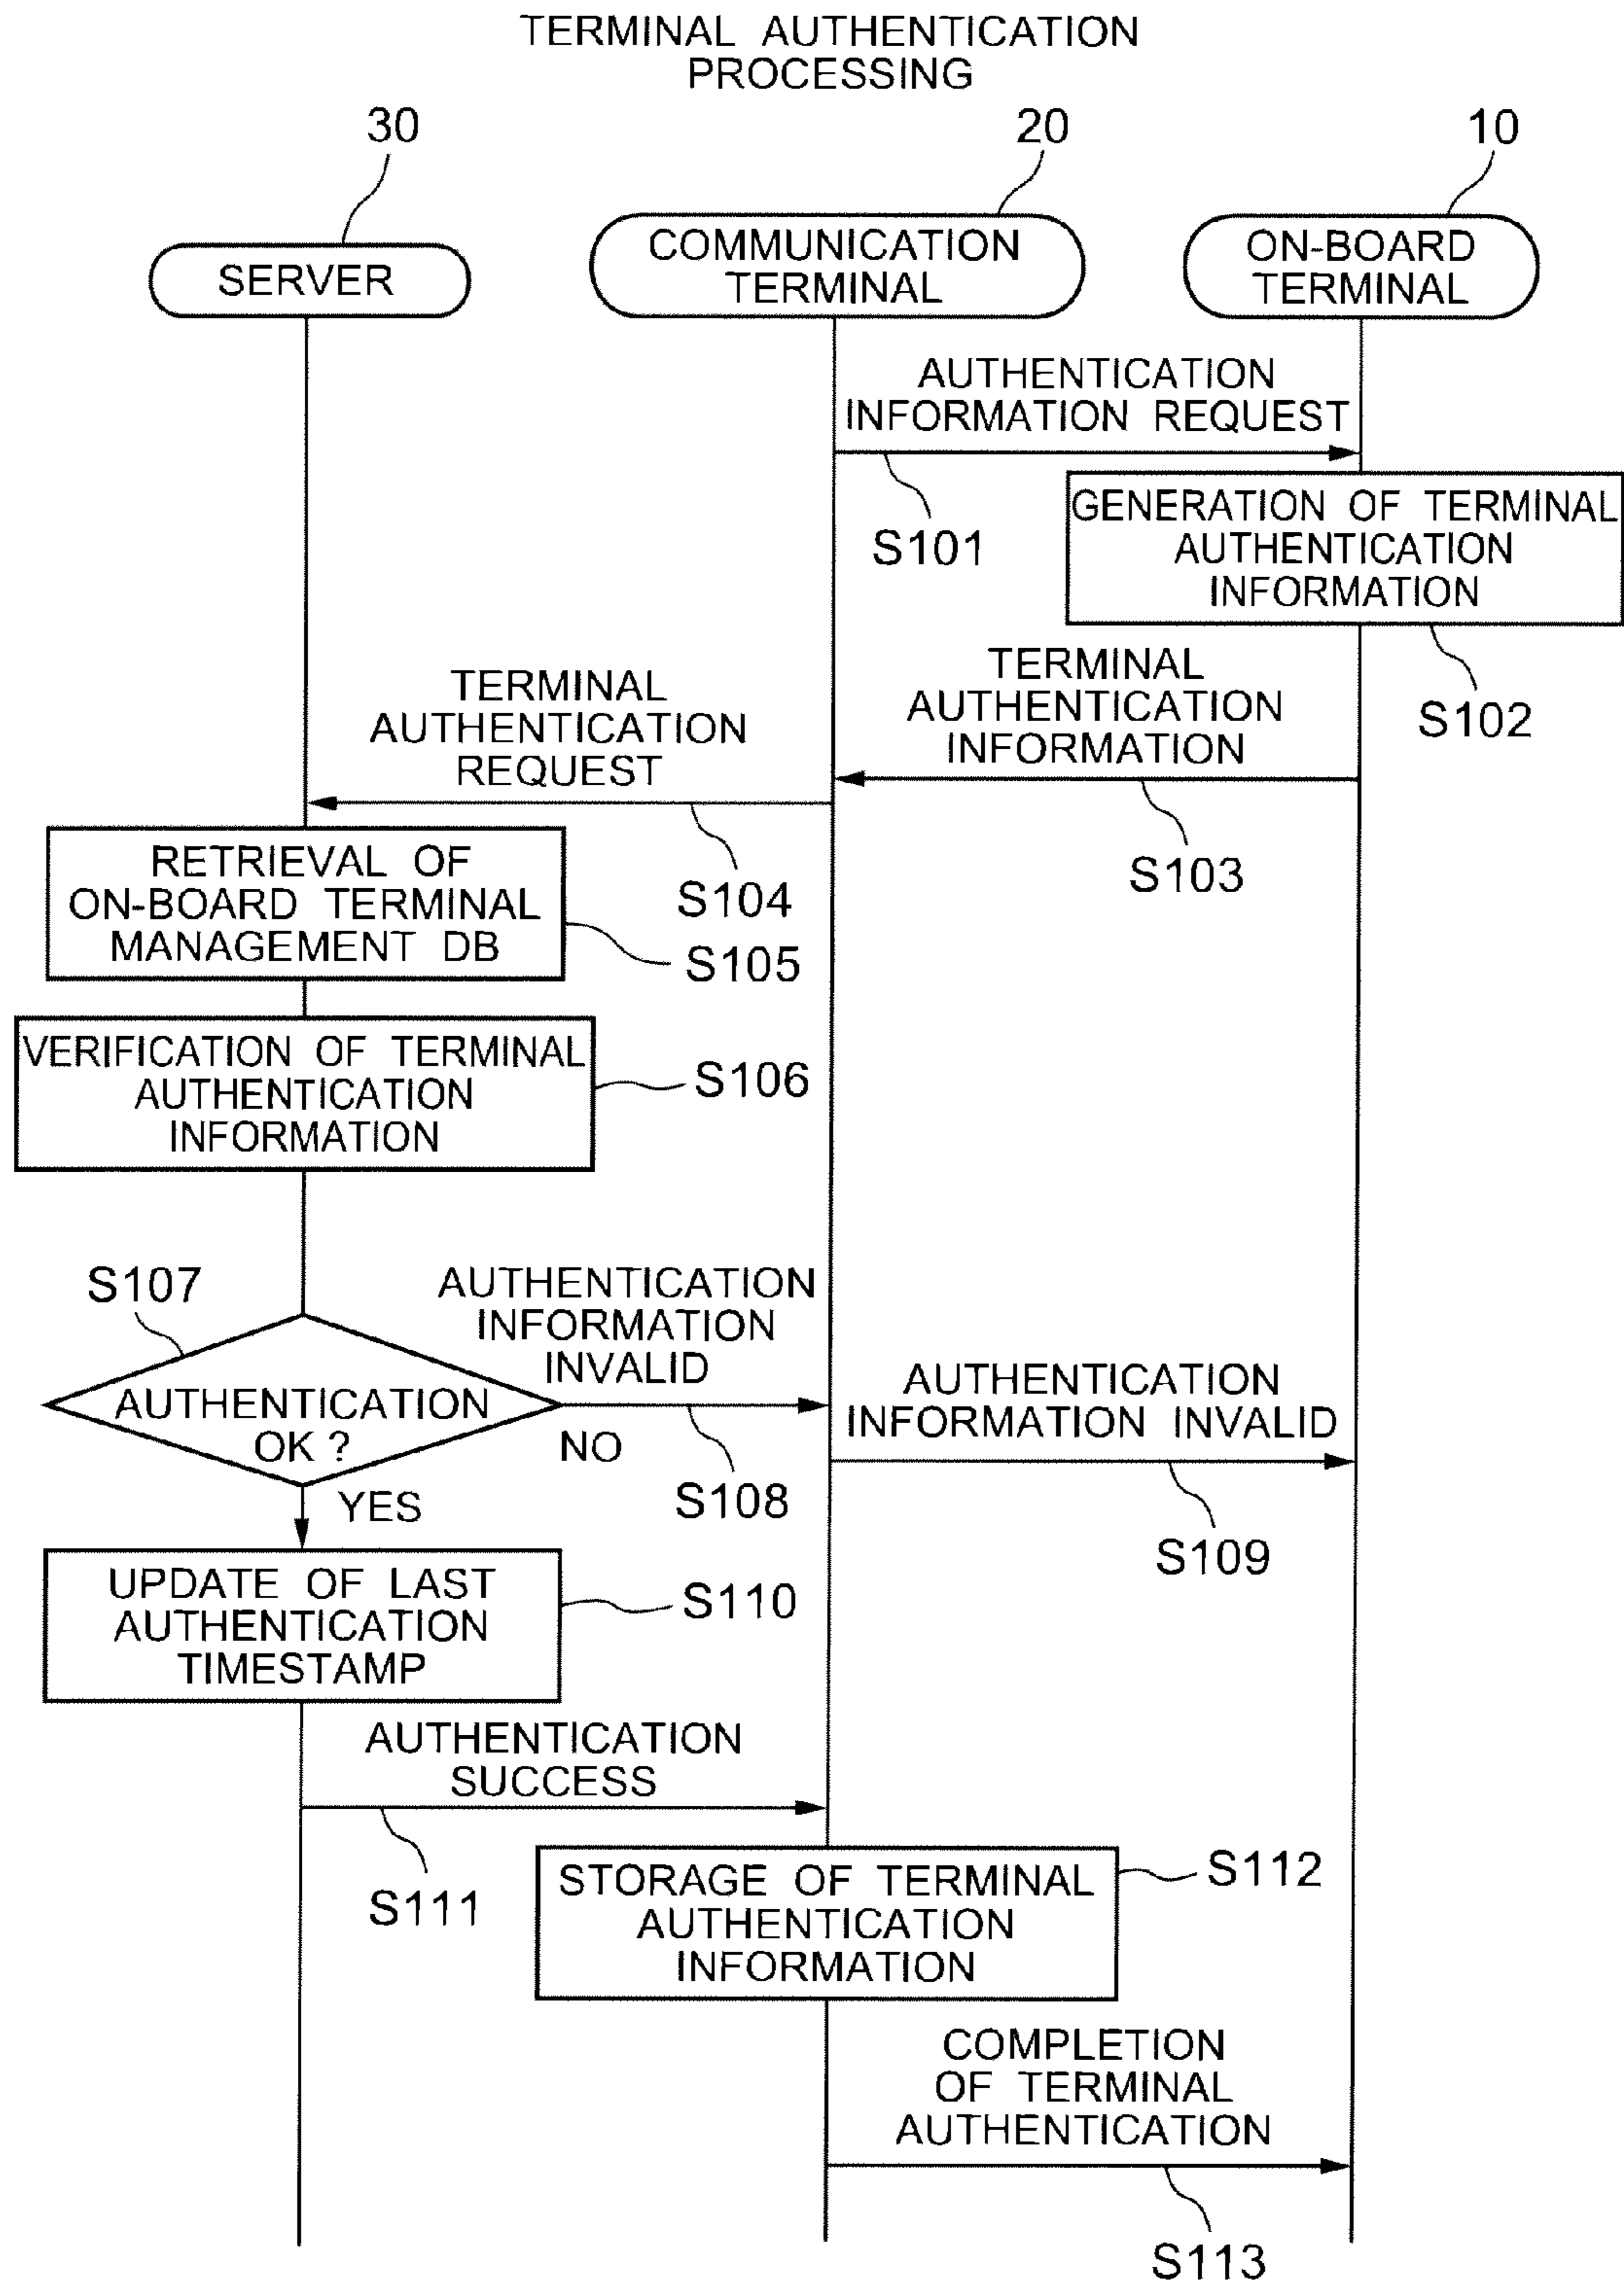 TERMINAL AUTHENTICATION
PROCESSING
30
20
10
SERVER
COMMUNICATION
TERMINAL
ON-BOARD
TERMINAL
AUTHENTICATION
INFORMATION REQUEST
S101
GENERATION OF TERMINAL
AUTHENTICATION
INFORMATION
S102
TERMINAL
AUTHENTICATION
INFORMATION
S103
TERMINAL
AUTHENTICATION
REQUEST
S104
RETRIEVAL OF
ON-BOARD TERMINAL
MANAGEMENT DB
S105
VERIFICATION OF TERMINAL
AUTHENTICATION
INFORMATION
S106
S107
AUTHENTICATION
OK ?
NO
YES
AUTHENTICATION
INFORMATION
INVALID
S108
AUTHENTICATION
INFORMATION INVALID
S109
UPDATE OF LAST
AUTHENTICATION
TIMESTAMP
S110
AUTHENTICATION
SUCCESS
S111
STORAGE OF TERMINAL
AUTHENTICATION
INFORMATION
S112
COMPLETION
OF TERMINAL
AUTHENTICATION
S113